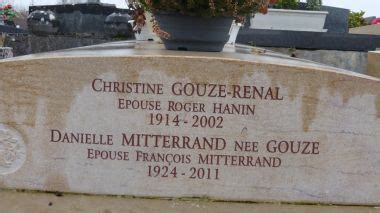 CHRISTINE GOUZE-RENAL
EPOUSE ROGER HANIN
1914-2002
DANIELLE MITTERRAND NEE GOUZE
EPOUSE FRANÇOIS MITTERRAND
1924-2011